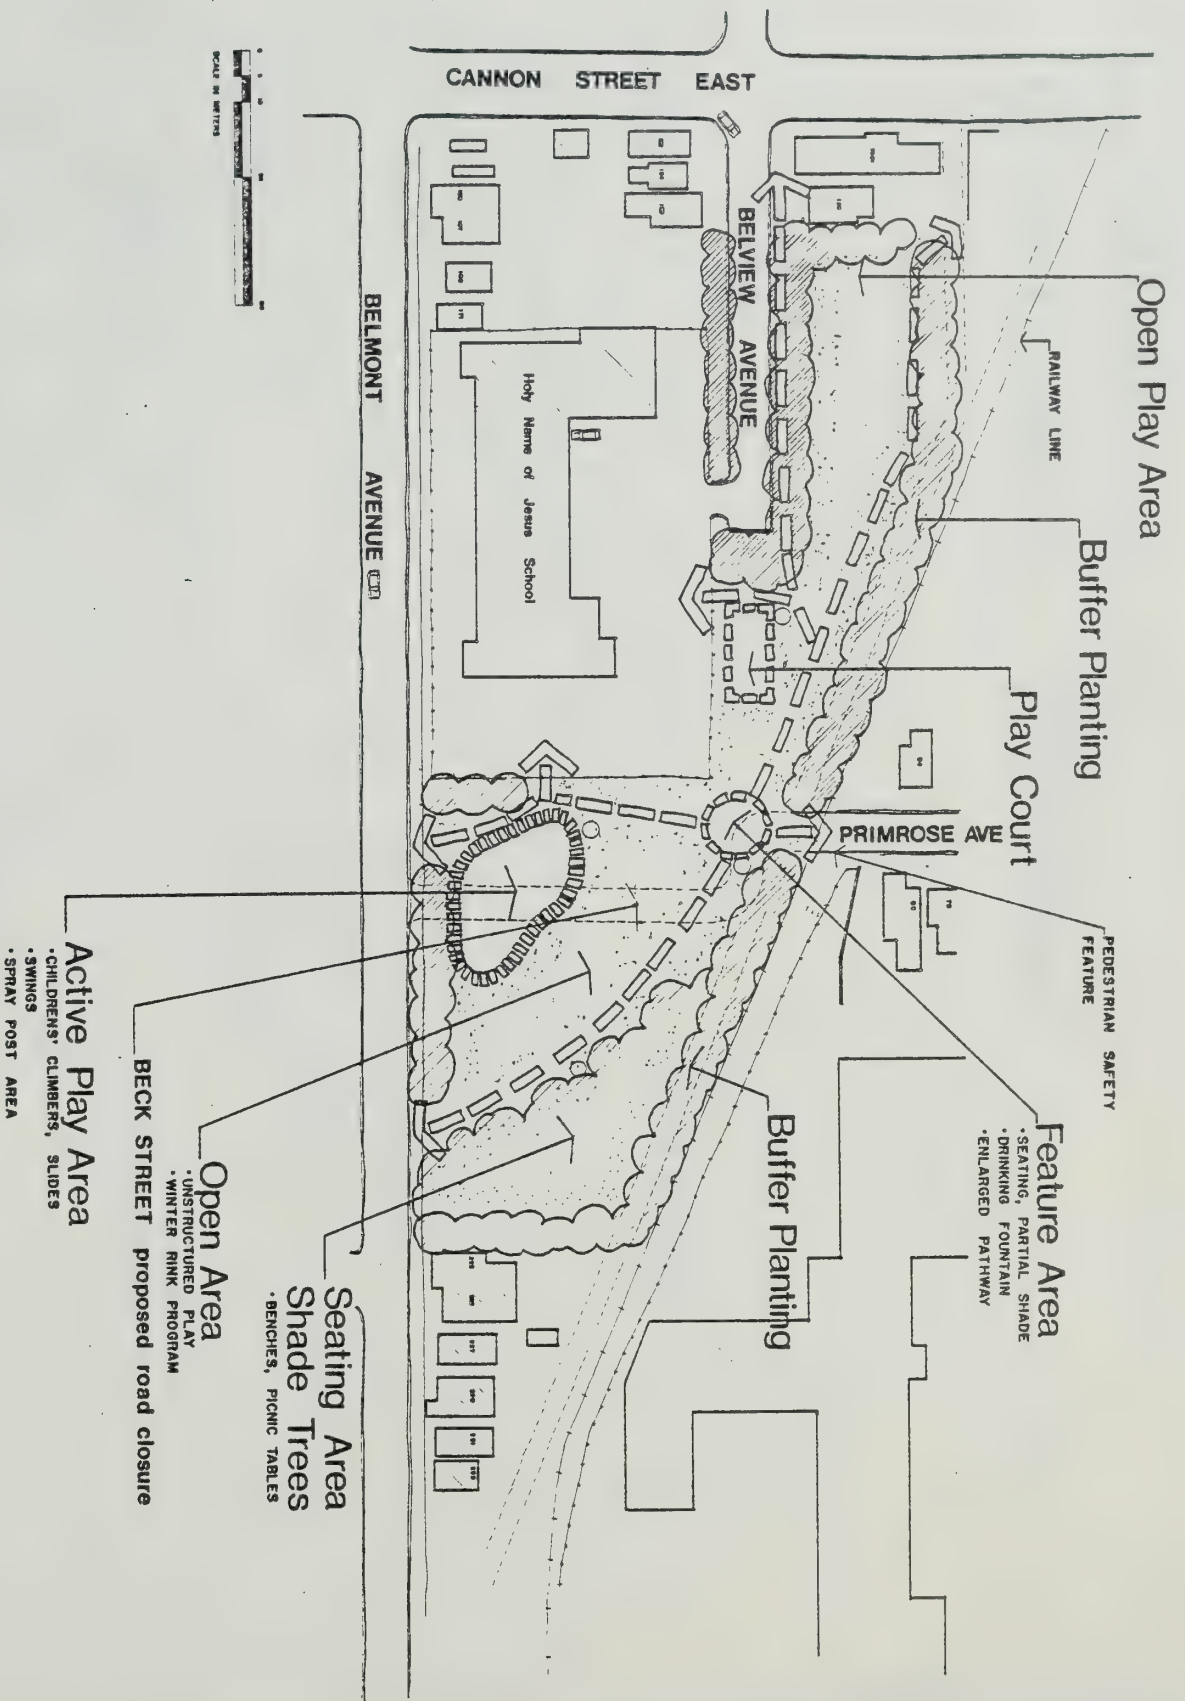 CANNON STREET EAST
SCALE IN METERS
BELVIEW AVENUE
BELMONT AVENUE
Holy Name of Jesus School
Open Play Area
RAILWAY LINE
Buffer Planting
Play Court
PRIMROSE AVE
PEDESTRIAN SAFETY
FEATURE
Feature Area
·SEATING, PARTIAL SHADE
·DRINKING FOUNTAIN
·ENLARGED PATHWAY
Buffer Planting
Seating Area
Shade Trees
·BENCHES, PICNIC TABLES
Open Area
·UNSTRUCTURED PLAY
·WINTER RINK PROGRAM
BECK STREET proposed road closure
Active Play Area
·CHILDRENS' CLIMBERS, SLIDES
·SWINGS
·SPRAY POST AREA